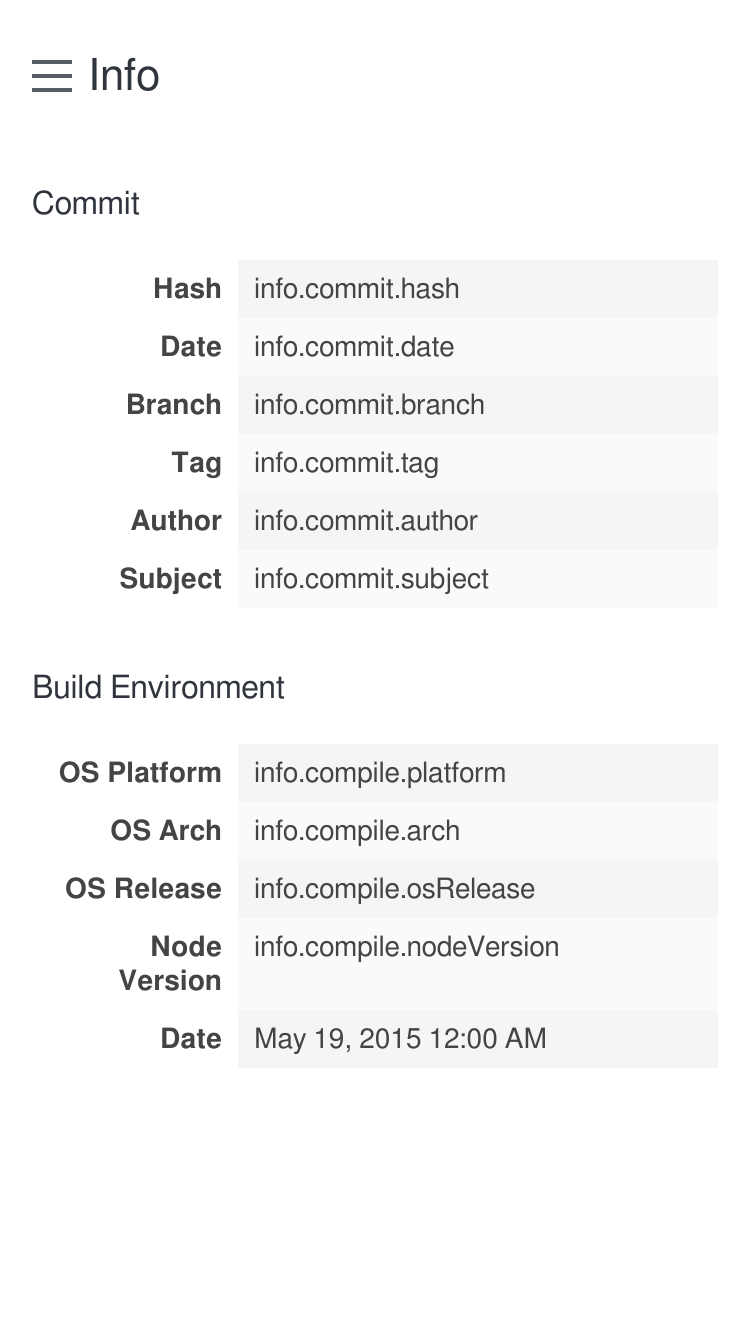 Info
Commit
Hash info.commit.hash
Date info.commit.date
Branch info.commit.branch
Tag info.commit.tag
Author info.commit.author
Subject info.commit.subject
Build Environment
OS Platform info.compile.platform
OS Arch info.compile.arch
OS Release info.compile.osRelease
Node info.compile.nodeVersion
Version
Date May 19, 2015 12:00 AM